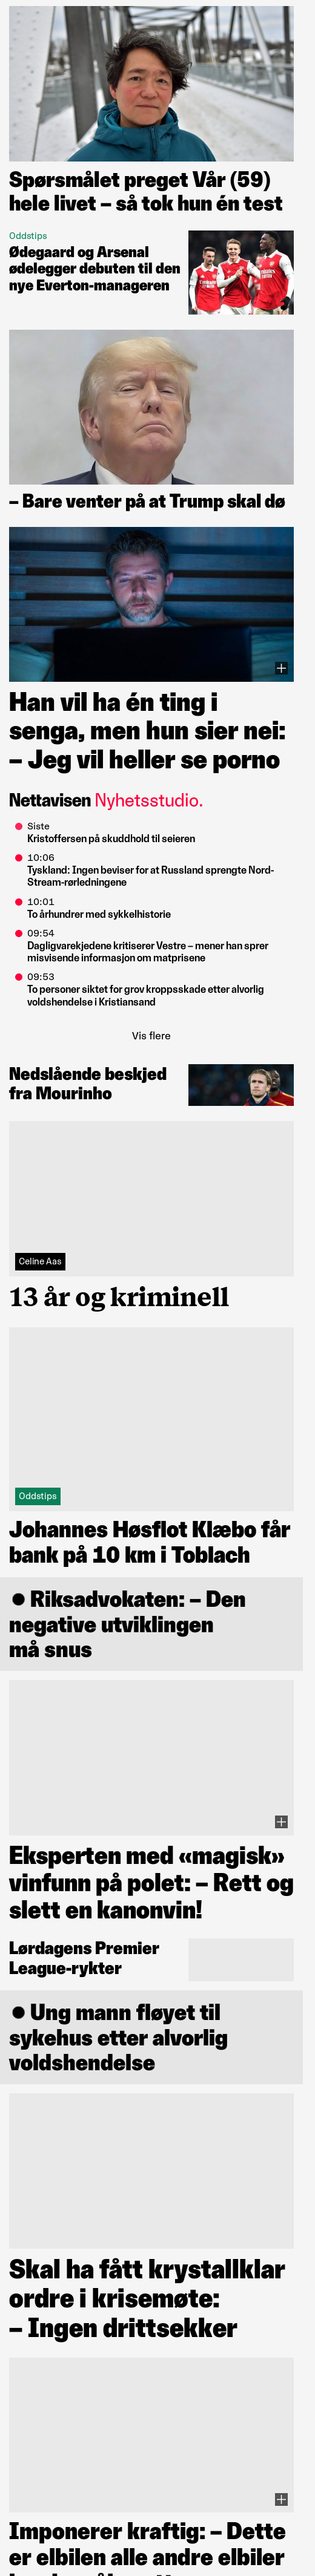 Spørsmålet preget Vår (59)
hele livet – så tok hun én test
Oddstips
Ødegaard og Arsenal
ødelegger debuten til den
nye Everton-manageren
– Bare venter på at Trump skal dø
Han vil ha én ting i
senga, men hun sier nei:
– Jeg vil heller se porno
Nettavisen Nyhetsstudio.
Siste
Kristoffersen på skuddhold til seieren
10:06
Tyskland: Ingen beviser for at Russland sprengte Nord-
Stream-rørledningene
10:01
To århundrer med sykkelhistorie
09:54
Dagligvarekjedene kritiserer Vestre – mener han sprer
misvisende informasjon om matprisene
09:53
To personer siktet for grov kroppsskade etter alvorlig
voldshendelse i Kristiansand
Vis flere
Nedslående beskjed
fra Mourinho
Celine Aas
13 år og kriminell
Oddstips
Johannes Høsflot Klæbo får
bank på 10 km i Toblach
Riksadvokaten: – Den
negative utviklingen
må snus
Eksperten med «magisk»
vinfunn på polet: – Rett og
slett en kanonvin!
Lørdagens Premier
League-rykter
Ung mann fløyet til
sykehus etter alvorlig
voldshendelse
Skal ha fått krystallklar
ordre i krisemøte:
– Ingen drittsekker
Imponerer kraftig: – Dette
er elbilen alle andre elbiler